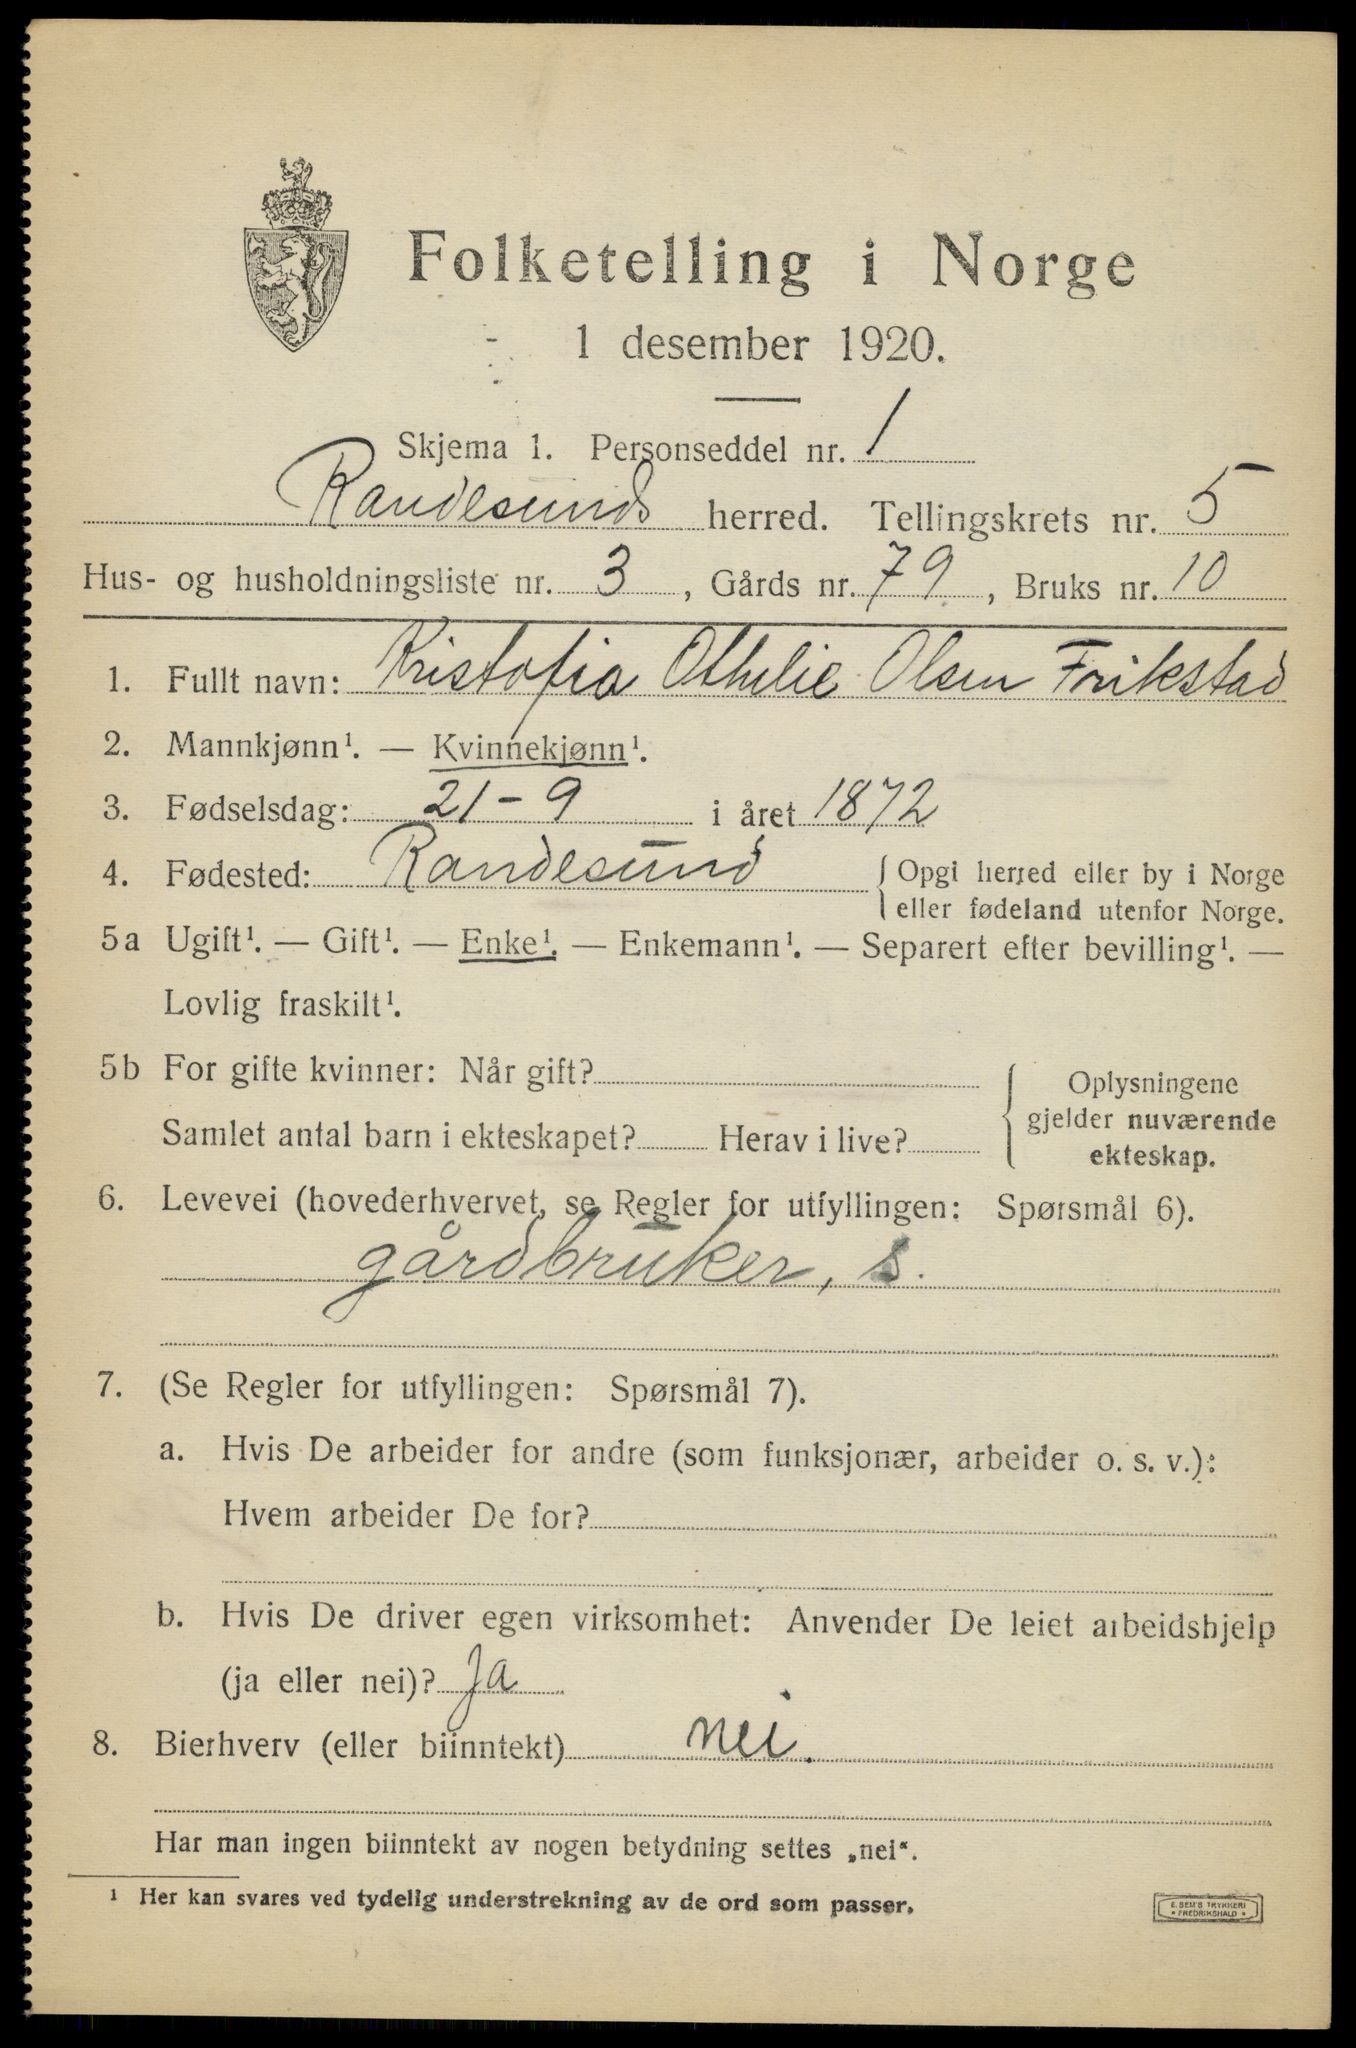 Folketelling i Norge
1 desember 1920.
Skjema 1. Personseddel nr. 1
Randesunds herred. Tellingskrets nr. 5
Hus- og husholdningsliste nr. 3, Gårds nr. 79, Bruks nr. 10
1. Fullt navn: Kristofia Othelie Olsen Frikstad
2. Mannkjønn¹. — Kvinnekjønn¹.
3. Fødselsdag: 21-9 i året 1872
4. Fødested: Randesund { Opgi herred eller by i Norge
eller fødeland utenfor Norge.
5a Ugift¹. — Gift¹. — Enke¹. — Enkemann¹. — Separert efter bevilling¹. —
Lovlig fraskilt¹.
5b For gifte kvinner: Når gift?
Samlet antal barn i ekteskapet? Herav i live?
{ Oplysningene
gjelder nuværende
ekteskap.
6. Levevei (hovederhvervet, se Regler for utfyllingen: Spørsmål 6).
gårdbruker, s.
7. (Se Regler for utfyllingen: Spørsmål 7).
a. Hvis De arbeider for andre (som funksjonær, arbeider o. s. v.):
Hvem arbeider De for?
b. Hvis De driver egen virksomhet: Anvender De leiet arbeidshjelp
(ja eller nei)? Ja
8. Bierhverv (eller biinntekt) nei.
Har man ingen biinntekt av nogen betydning settes „nei“.
¹ Her kan svares ved tydelig understrekning av de ord som passer.
E. SEM'S TRYKKERI
* FREDRIKSHALD *